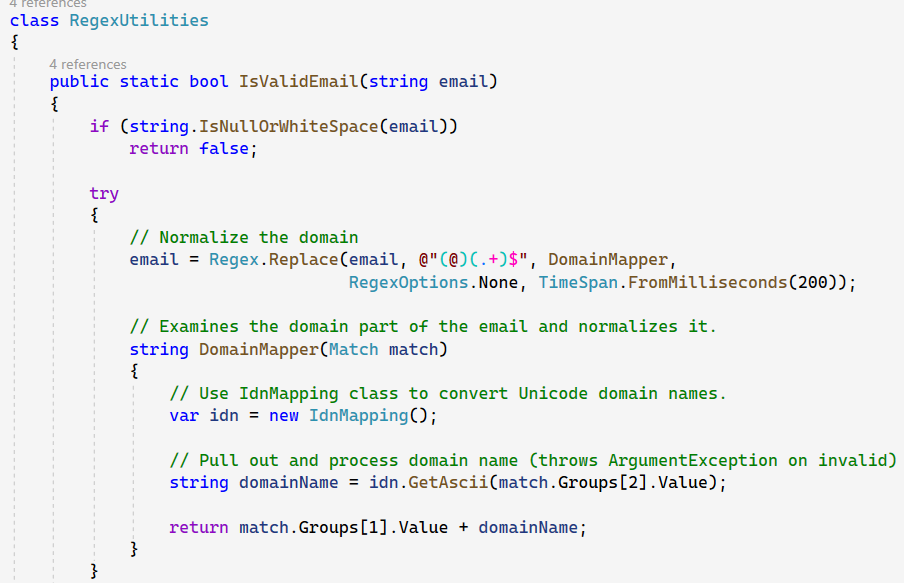 4 references
class RegexUtilities
{
4 references
public static bool IsValidEmail(string email)
{
if (string.IsNullOrWhiteSpace(email))
return false;
try
{
// Normalize the domain
email = Regex.Replace(email, @"(@)(.+)$", DomainMapper,
RegexOptions.None, TimeSpan.FromMilliseconds(200));
// Examines the domain part of the email and normalizes it.
string DomainMapper(Match match)
{
// Use IdnMapping class to convert Unicode domain names.
var idn = new IdnMapping();
// Pull out and process domain name (throws ArgumentException on invalid)
string domainName = idn.GetAscii(match.Groups[2].Value);
return match.Groups[1].Value + domainName;
}
}